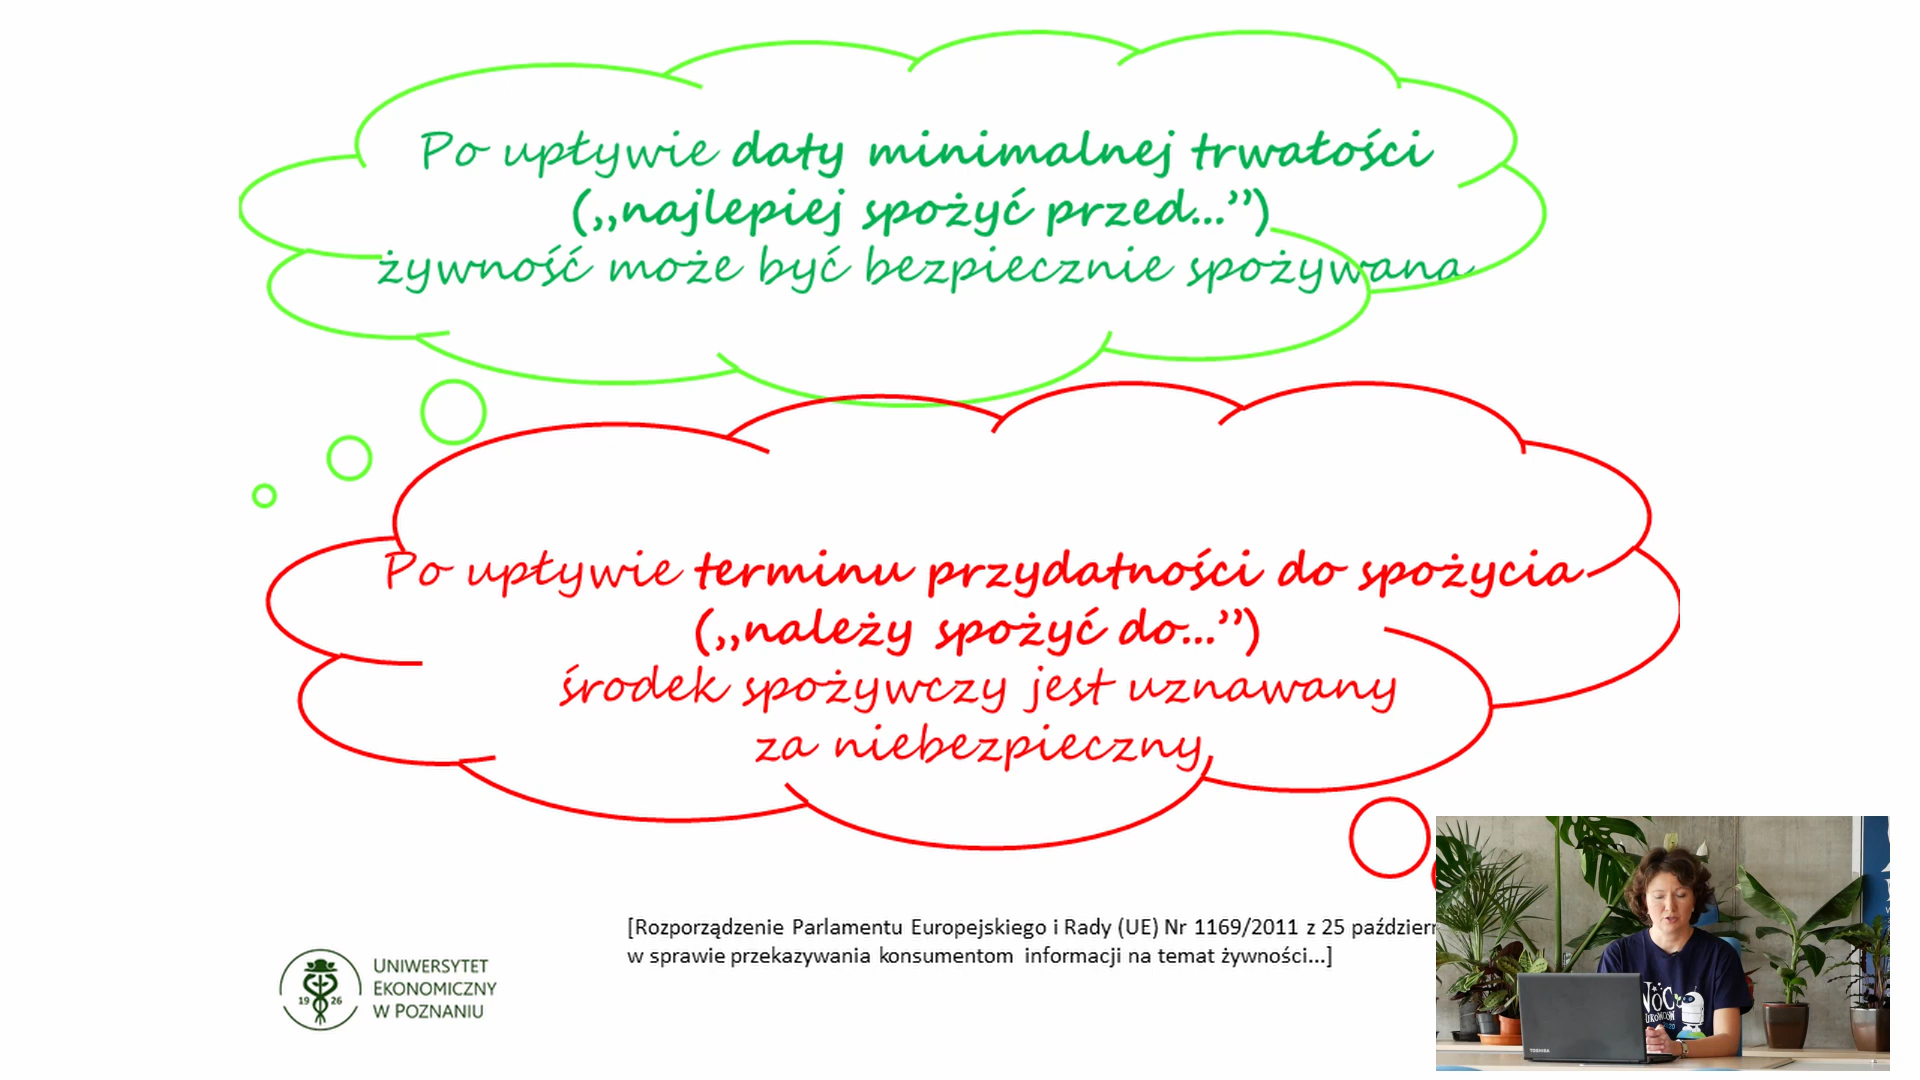 Po upływie daty minimalnej trwałości
(„najlepiej spożyć przed...”)
żywność może być bezpiecznie spożywana
Po upływie terminu przydatności do spożycia
(„należy spożyć do...”)
środek spożywczy jest uznawany
za niebezpieczny
[Rozporządzenie Parlamentu Europejskiego i Rady (UE) Nr 1169/2011 z 25
w sprawie przekazywania konsumentom informacji na temat żywności...]
19 26
UNIWERSYTET
EKONOMICZNY
W POZNANIU
TOSHIBA